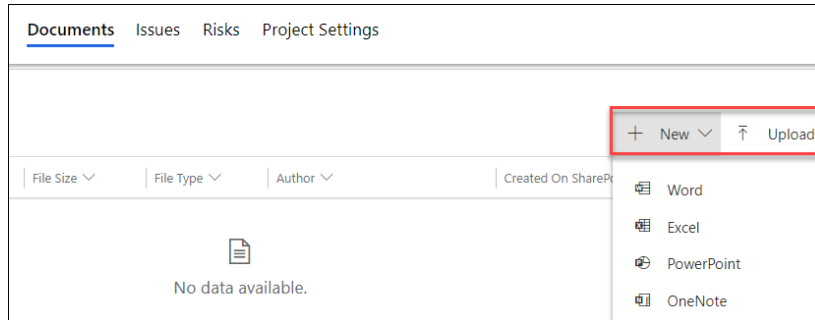 Documents Issues Risks Project Settings
New Upload
File Size File Type Author Created On SharePo
Word
Excel
No data available.
PowerPoint
OneNote